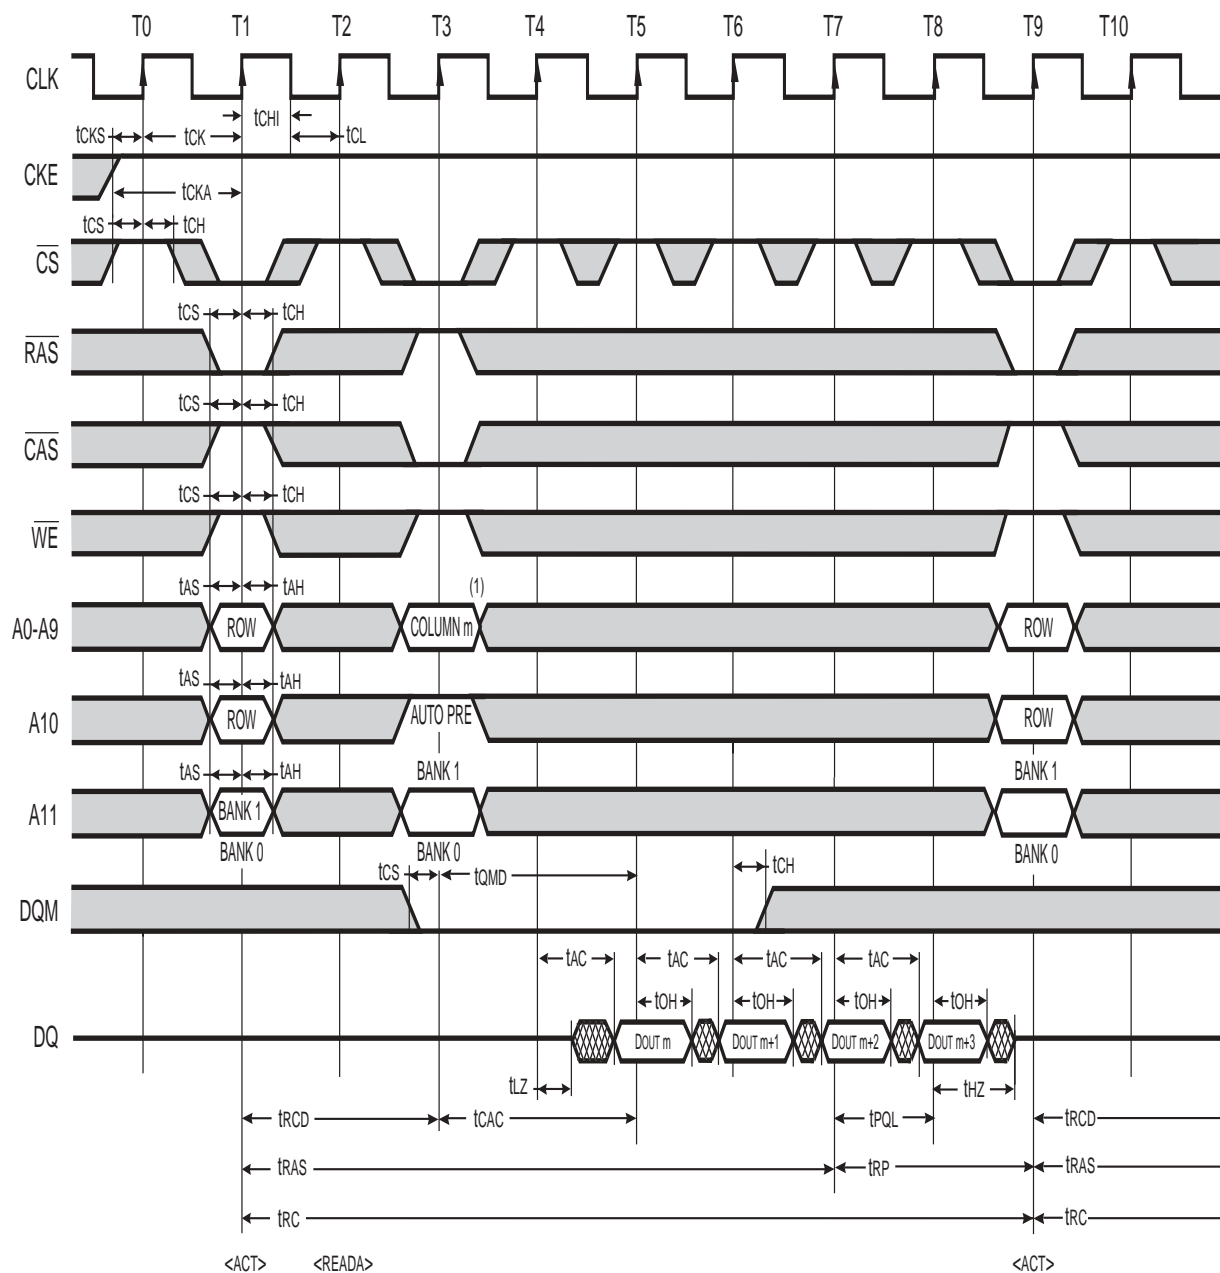 T0 T1 T2 T3 T4 T5 T6 T7 T8 T9 T10
CLK
tCHI
tCKS tCK tCL
CKE
tCKA
tCS tCH
CS
tCS tCH
RAS
tCS tCH
CAS
tCS tCH
WE
tAS tAH (1)
A0-A9 ROW COLUMN m ROW
tAS tAH
A10 ROW AUTO PRE ROW
tAS tAH BANK 1 BANK 1
A11 BANK 1
BANK 0 BANK 0 BANK 0
tCS tQMD tCH
DQM
tAC tAC tAC tAC
tOH tOH tOH tOH
DQ DOUT m DOUT m+1 DOUT m+2 DOUT m+3
tLZ tHZ
tRCD tCAC tPQL tRCD
tRAS tRP tRAS
tRC tRC
<ACT> <READA> <ACT>